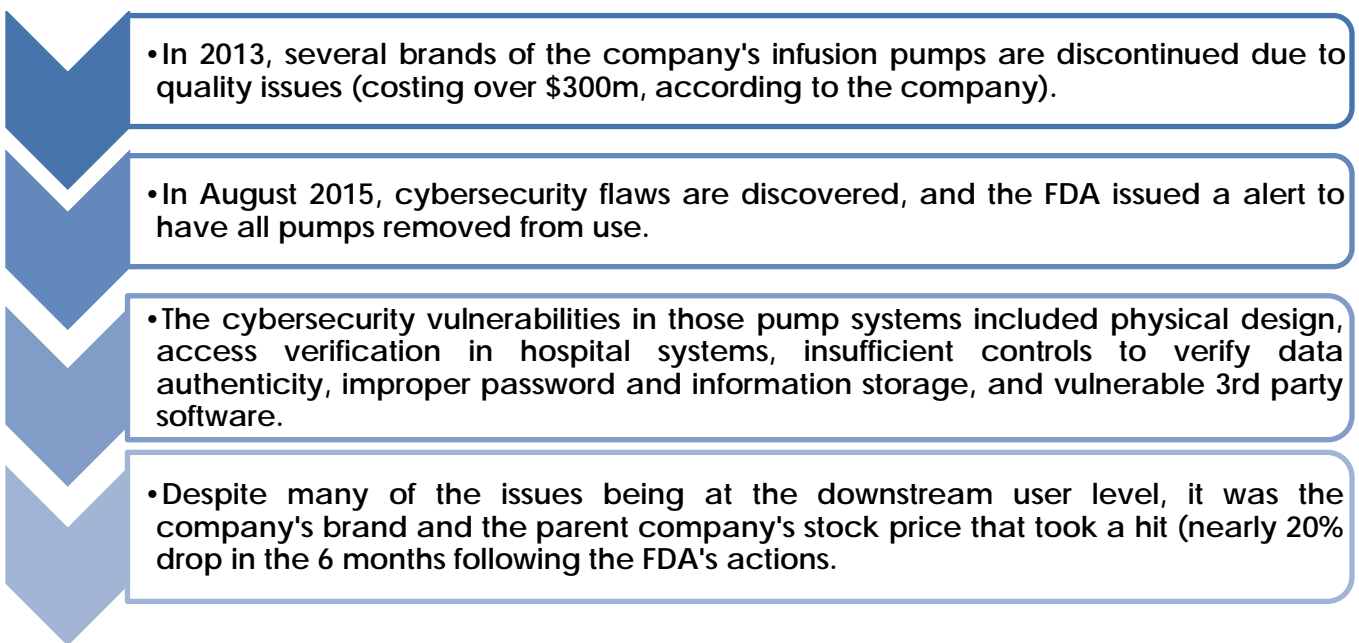 •In 2013, several brands of the company's infusion pumps are discontinued due to
quality issues (costing over $300m, according to the company).
•In August 2015, cybersecurity flaws are discovered, and the FDA issued a alert to
have all pumps removed from use.
•The cybersecurity vulnerabilities in those pump systems included physical design,
access verification in hospital systems, insufficient controls to verify data
authenticity, improper password and information storage, and vulnerable 3rd party
software.
•Despite many of the issues being at the downstream user level, it was the
company's brand and the parent company's stock price that took a hit (nearly 20%
drop in the 6 months following the FDA's actions.